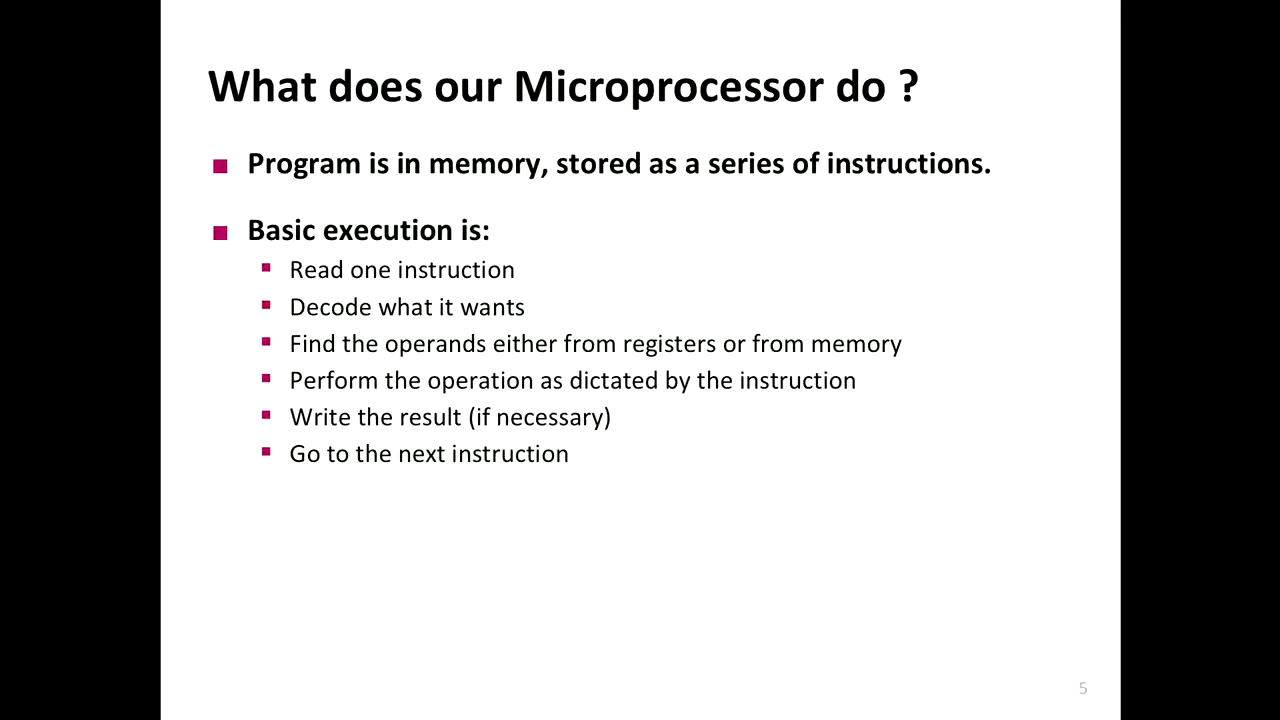 What does our Microprocessor do ?
Program is in memory, stored as a series of instructions.
Basic execution is:
Read one instruction
Decode what it wants
Find the operands either from registers or from memory
Perform the operation as dictated by the instruction
Write the result (if necessary)
Go to the next instruction
5